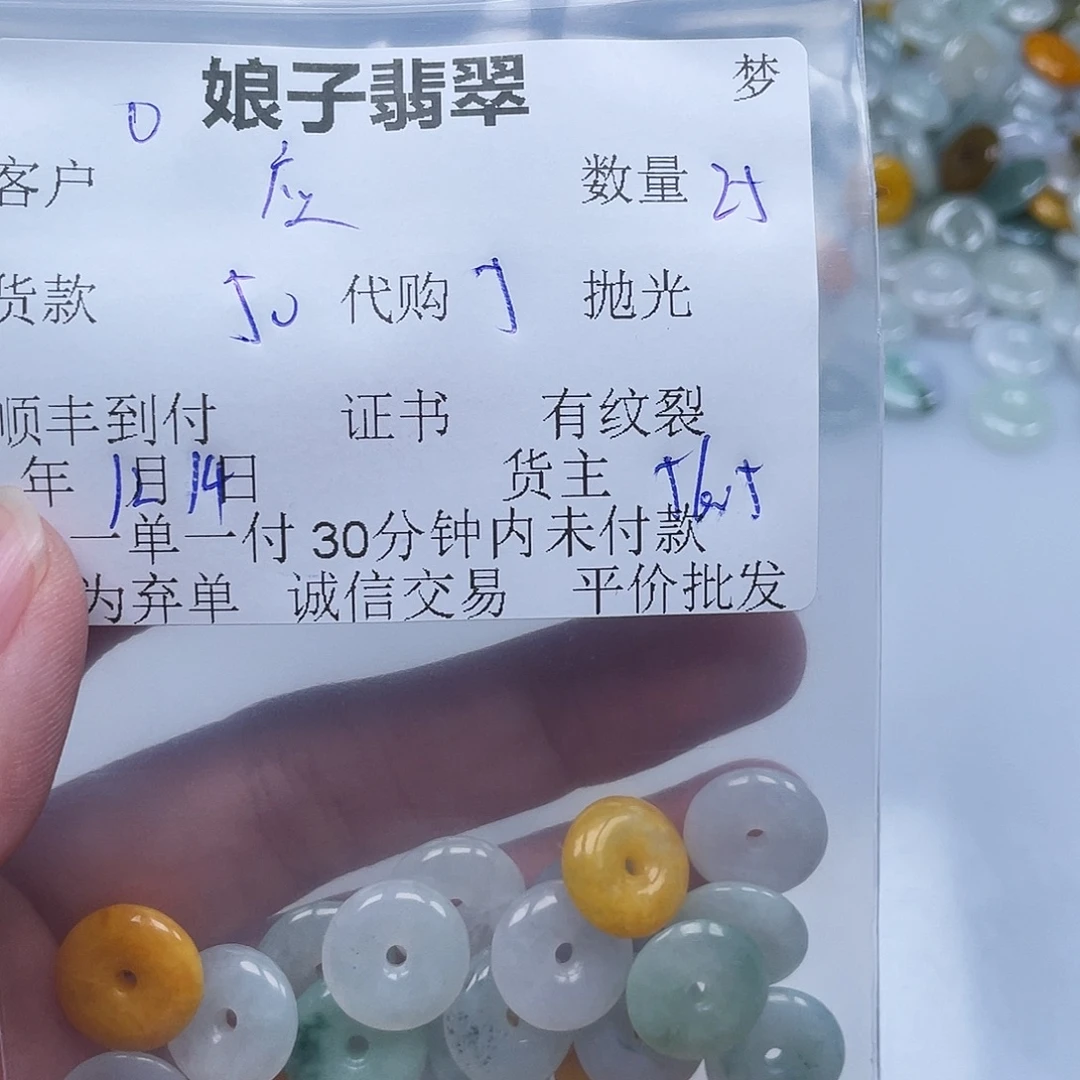 娘子翡翠 梦
客户 应 数量 25
货款 50 代购 7 抛光
顺丰到付 证书 有纹裂
年 12月14日 货主
一单一付 30分钟内未付款
为弃单 诚信交易 平价批发